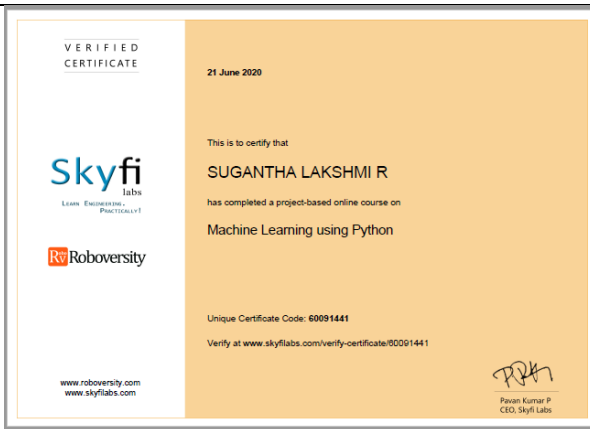 VERIFIED
CERTIFICATE
Skyfi
labs
LEARN ENGINEERING.
PRACTICALLY!
RV Roboversity
www.roboversity.com
www.skyfilabs.com
21 June 2020
This is to certify that
SUGANTHA LAKSHMI R
has completed a project-based online course on
Machine Learning using Python
Unique Certificate Code: 60091441
Verify at www.skyfilabs.com/verify-certificate/60091441
Pavan Kumar P
CEO, Skyfi Labs